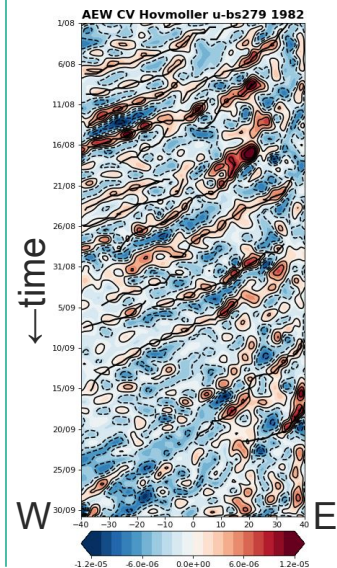 AEW CV Hovmoller u-bs279 1982
1/08
6/08
11/08
16/08
21/08
26/08
31/08
5/09
10/09
15/09
20/09
25/09
30/09
←time
W
E
−40 −30 −20 −10 0 10 20 30 40
-1.2e-05 -6.0e-06 0.0e+00 6.0e-06 1.2e-05